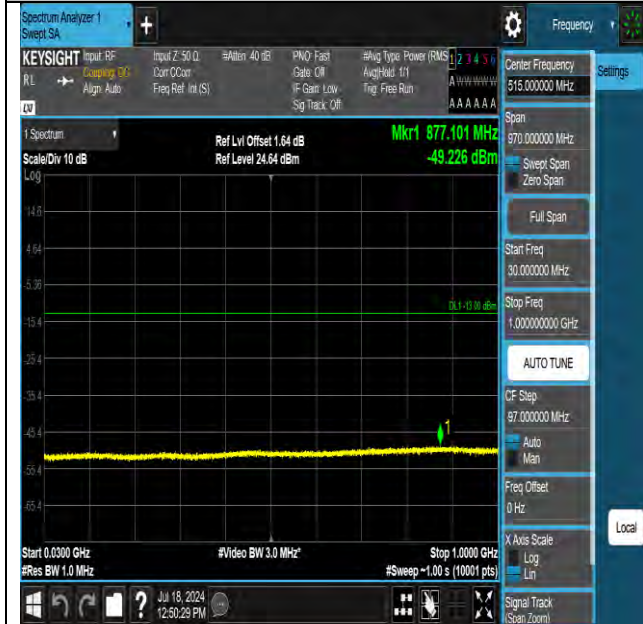 Spectrum Analyzer 1
Swept SA
+
Frequency
KEYSIGHT
RL
Input: RF
Coupling: DC
Align: Auto
Input Z: 50 Ω
Corr CCorr
Freq Ref: Int (S)
#Atten: 40 dB
PNO: Fast
Gate: Off
IF Gain: Low
Sig Track: Off
#Avg Type: Power (RMS
Avg|Hold: 1/1
Trig: Free Run
1 2 3 4 5 6
A W W W W W
A A A A A A
1 Spectrum
Scale/Div 10 dB
Log
Ref Lvl Offset 1.64 dB
Ref Level 24.64 dBm
Mkr1 877.101 MHz
-49.226 dBm
14.6
4.64
-5.36
DL1 -13.00 dBm
-15.4
-25.4
-35.4
-45.4
1
-55.4
-65.4
Start 0.0300 GHz
#Res BW 1.0 MHz
#Video BW 3.0 MHz*
Stop 1.0000 GHz
#Sweep ~1.00 s (10001 pts)
Jul 18, 2024
12:50:29 PM
Center Frequency
515.000000 MHz
Settings
Span
970.000000 MHz
Swept Span
Zero Span
Full Span
Start Freq
30.000000 MHz
Stop Freq
1.000000000 GHz
AUTO TUNE
CF Step
97.000000 MHz
Auto
Man
Freq Offset
0 Hz
X Axis Scale
Log
Lin
Local
Signal Track
(Span Zoom)